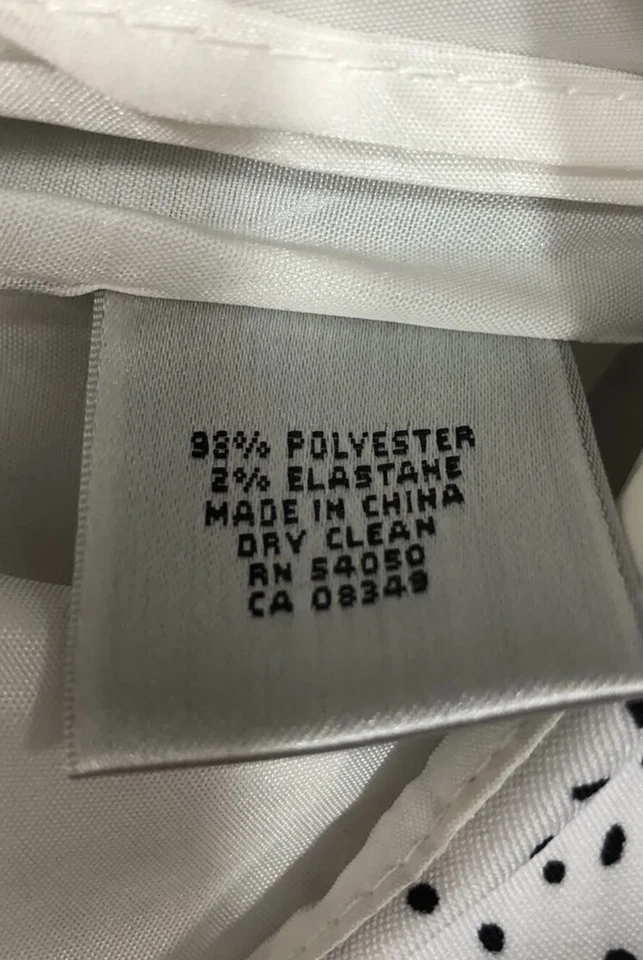 98% POLYESTER
2% ELASTANE
MADE IN CHINA
DRY CLEAN
RN 54050
CA 08349